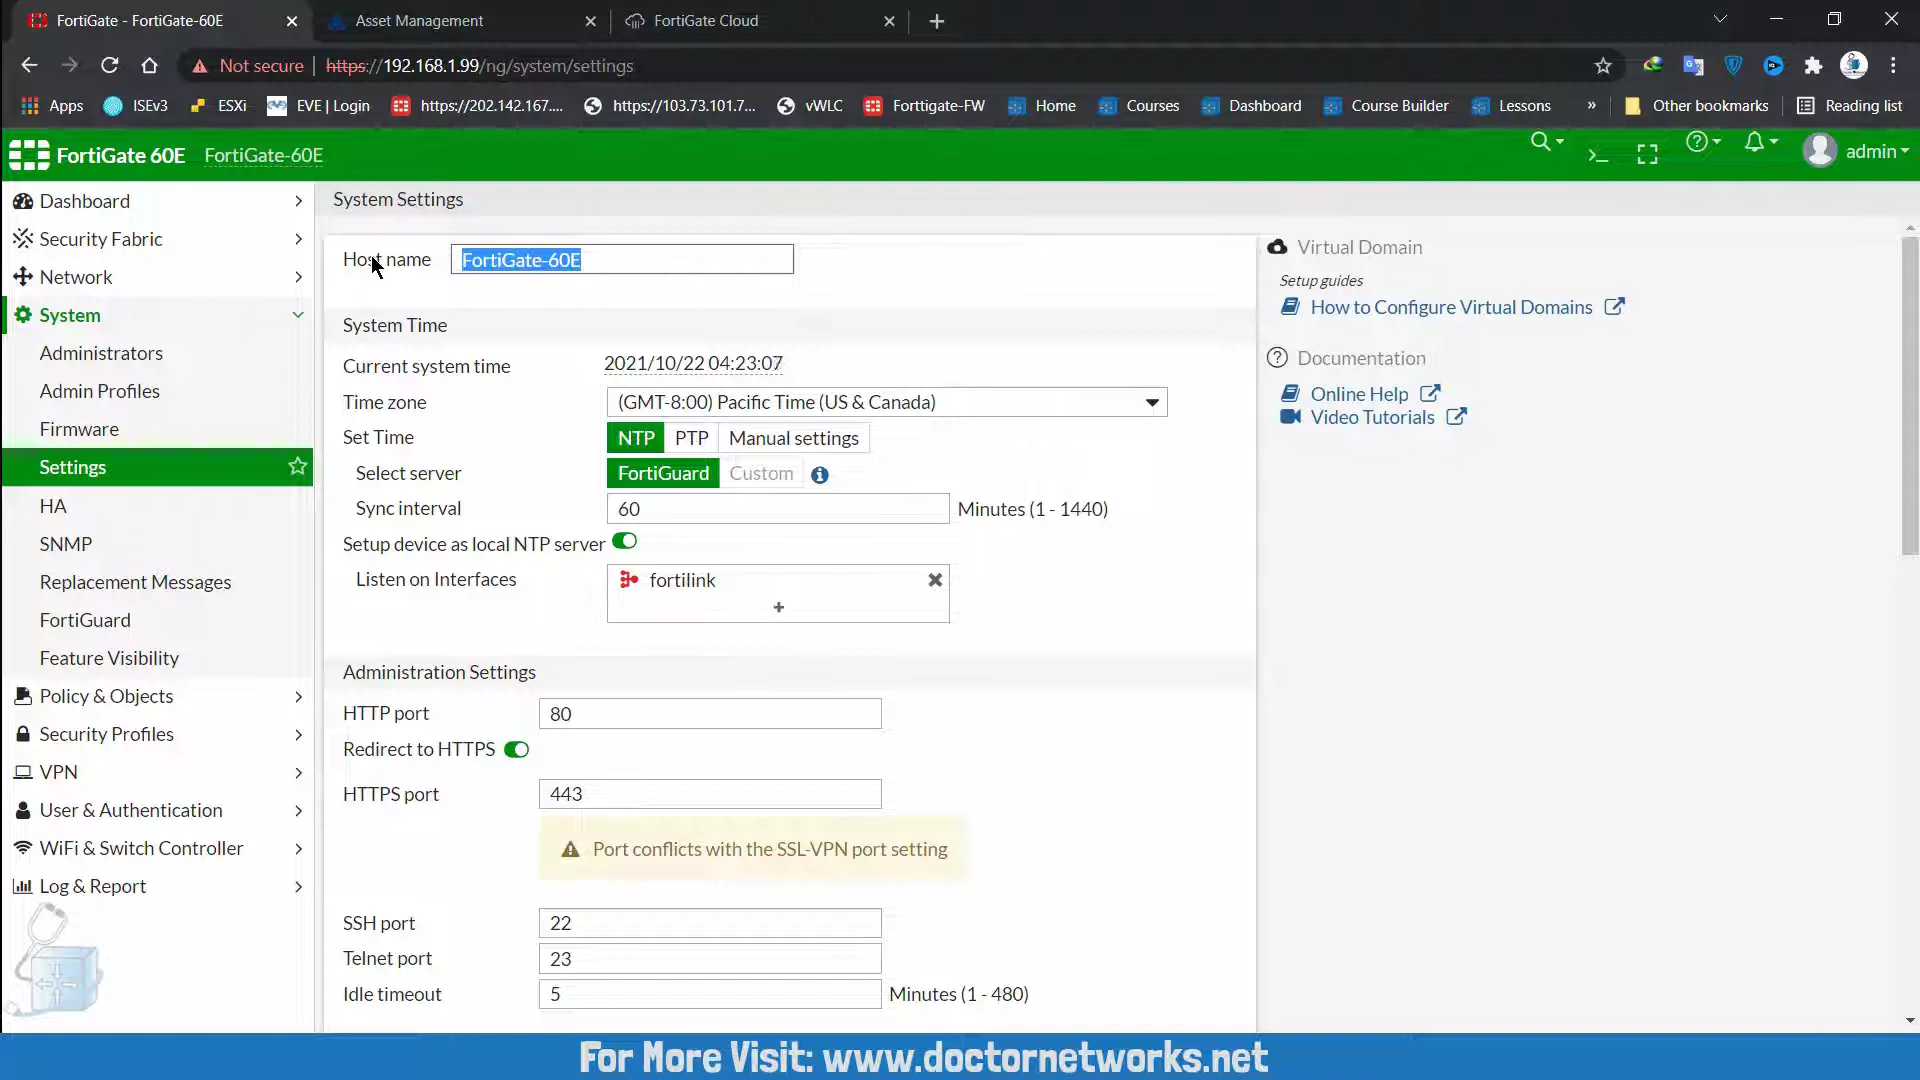 FortiGate - FortiGate-60E
Asset Management
FortiGate Cloud
Not secure | https://192.168.1.99/ng/system/settings
Apps ISEv3 ESXi EVE | Login https://202.142.167.... https://103.73.101.7... vWLC Forttigate-FW Home Courses Dashboard Course Builder Lessons » Other bookmarks Reading list
FortiGate 60E FortiGate-60E
admin
Dashboard
Security Fabric
Network
System
Administrators
Admin Profiles
Firmware
Settings
HA
SNMP
Replacement Messages
FortiGuard
Feature Visibility
Policy & Objects
Security Profiles
VPN
User & Authentication
WiFi & Switch Controller
Log & Report
System Settings
Host name FortiGate-60E
System Time
Current system time 2021/10/22 04:23:07
Time zone (GMT-8:00) Pacific Time (US & Canada)
Set Time NTP PTP Manual settings
Select server FortiGuard Custom
Sync interval 60 Minutes (1 - 1440)
Setup device as local NTP server
Listen on Interfaces fortilink
+
Administration Settings
HTTP port 80
Redirect to HTTPS
HTTPS port 443
Port conflicts with the SSL-VPN port setting
SSH port 22
Telnet port 23
Idle timeout 5 Minutes (1 - 480)
Virtual Domain
Setup guides
How to Configure Virtual Domains
Documentation
Online Help
Video Tutorials
For More Visit: www.doctornetworks.net